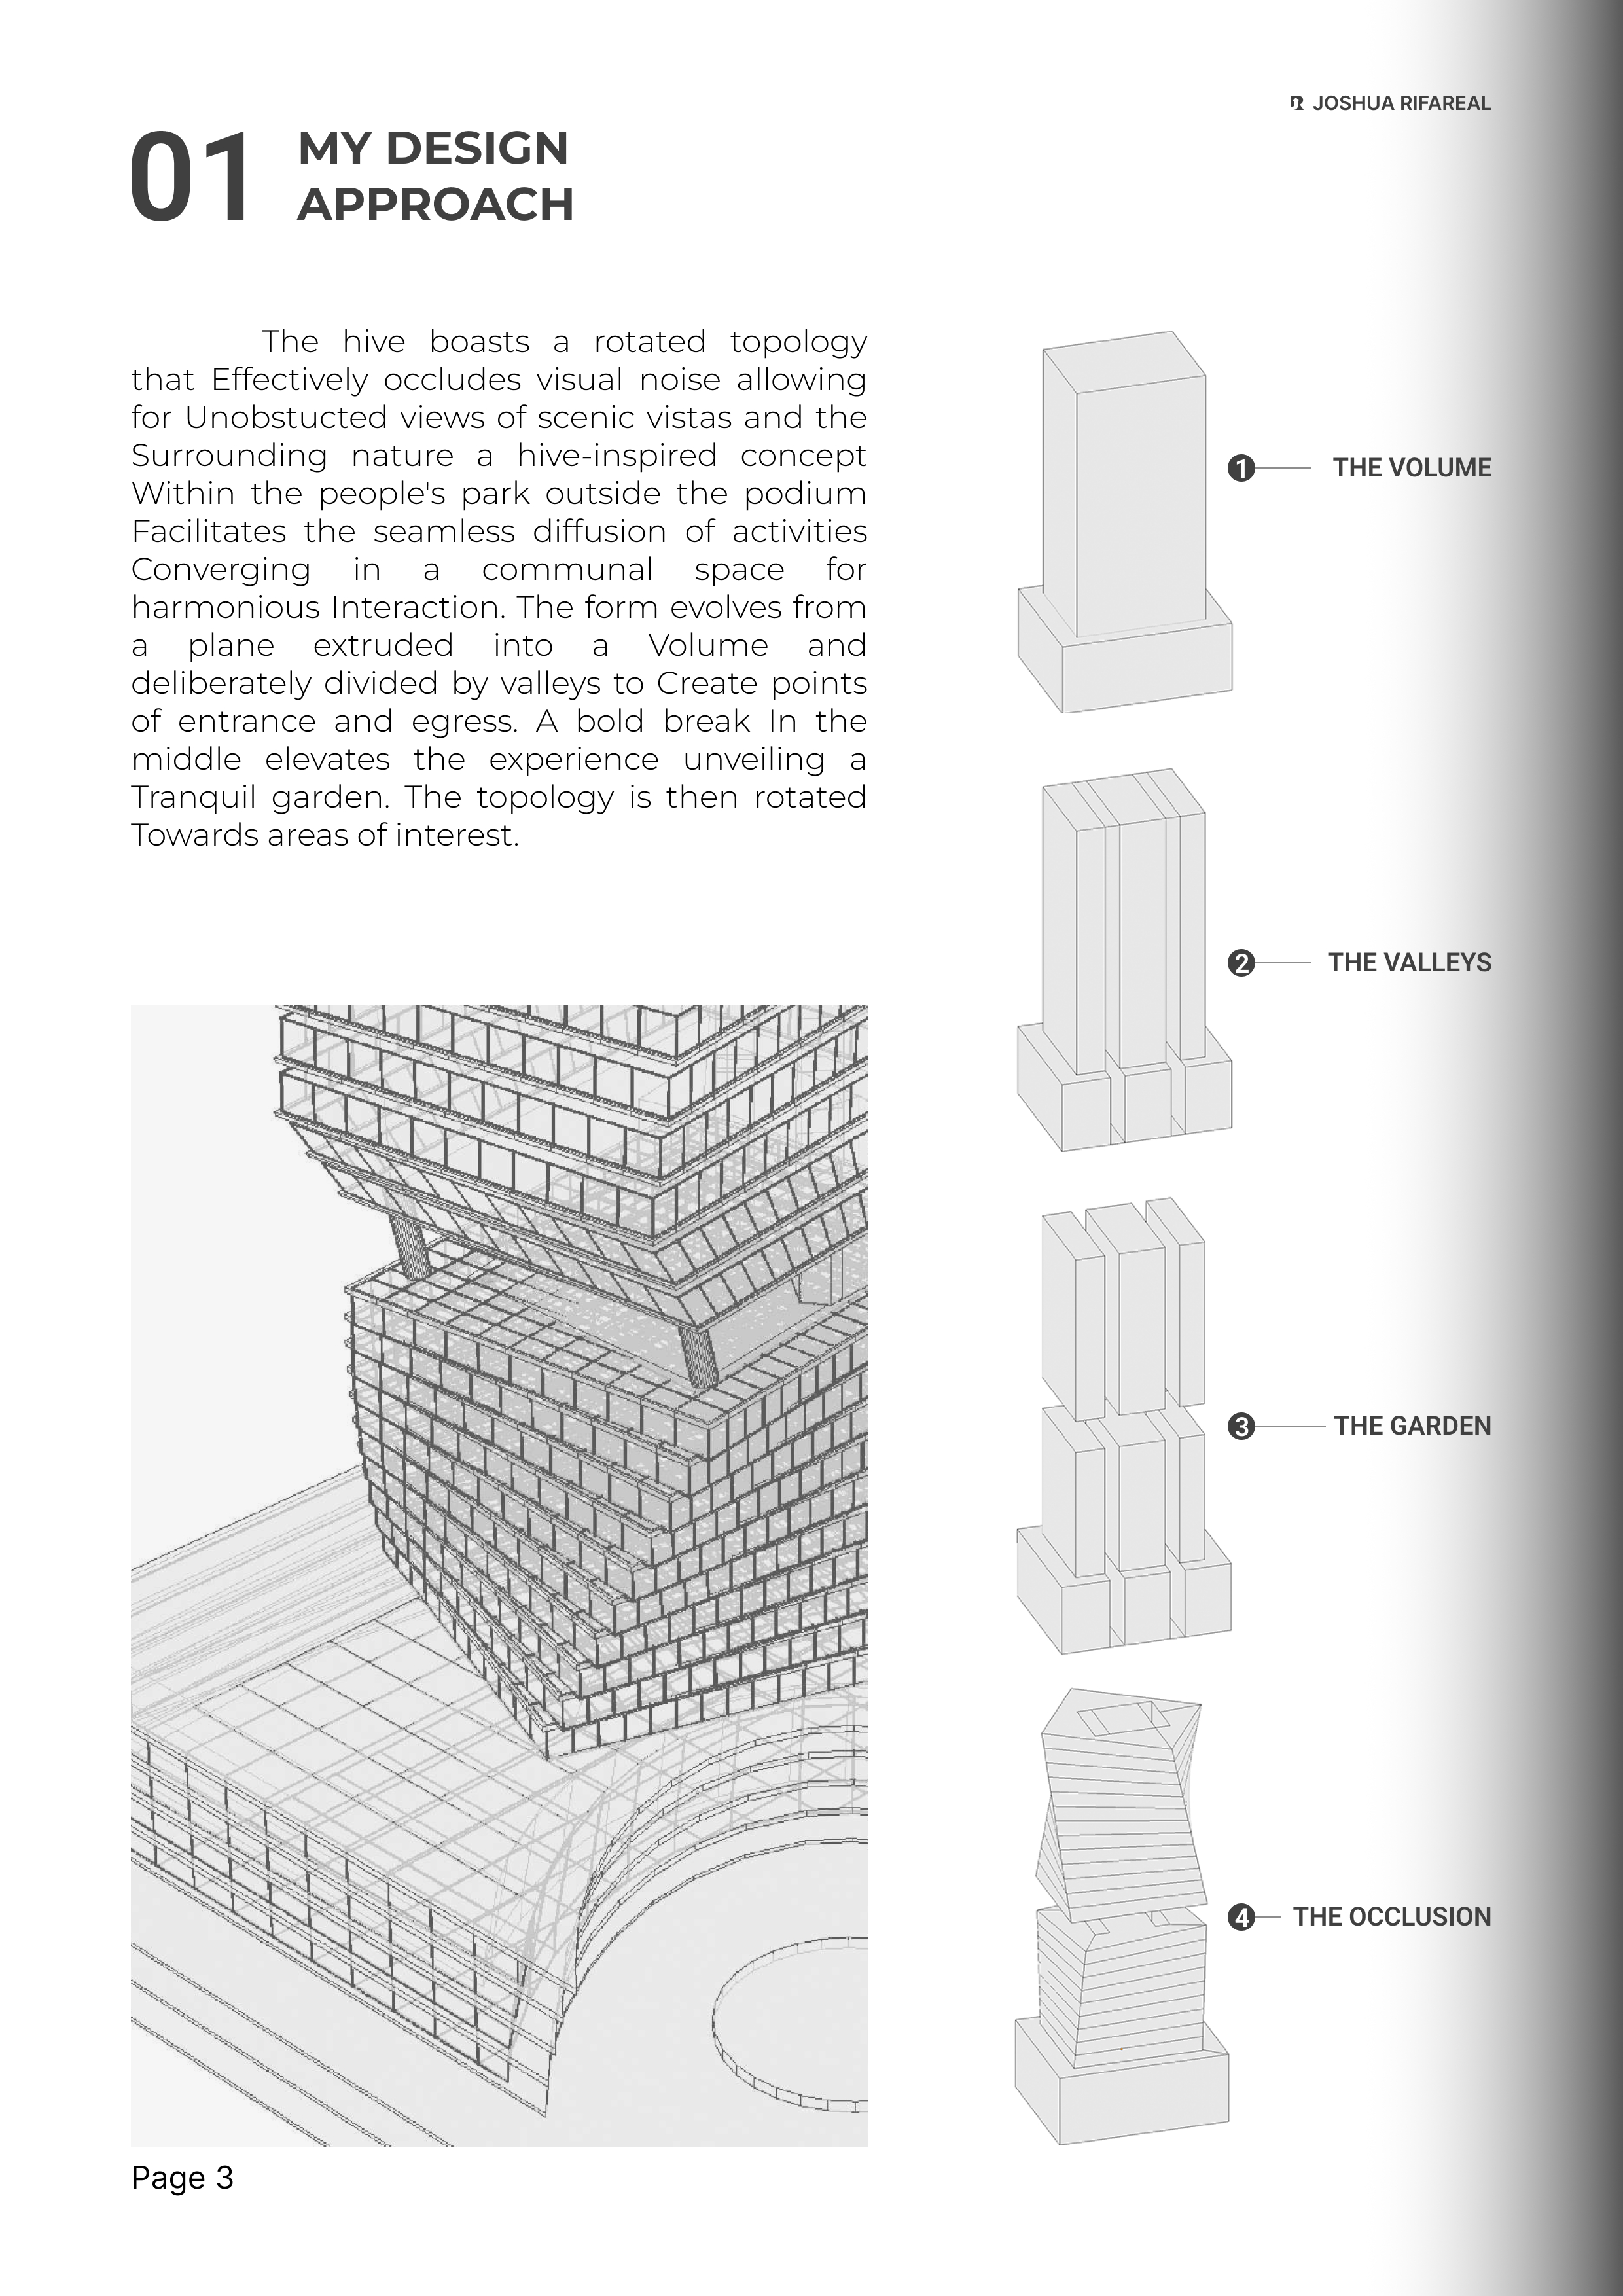 JOSHUA RIFAREAL
01 MY DESIGN
APPROACH
The hive boasts a rotated topology
that Effectively occludes visual noise allowing
for Unobstucted views of scenic vistas and the
Surrounding nature a hive-inspired concept
Within the people's park outside the podium
Facilitates the seamless diffusion of activities
Converging in a communal space for
harmonious Interaction. The form evolves from
a plane extruded into a Volume and
deliberately divided by valleys to Create points
of entrance and egress. A bold break In the
middle elevates the experience unveiling a
Tranquil garden. The topology is then rotated
Towards areas of interest.
1 THE VOLUME
2 THE VALLEYS
3 THE GARDEN
4 THE OCCLUSION
Page 3